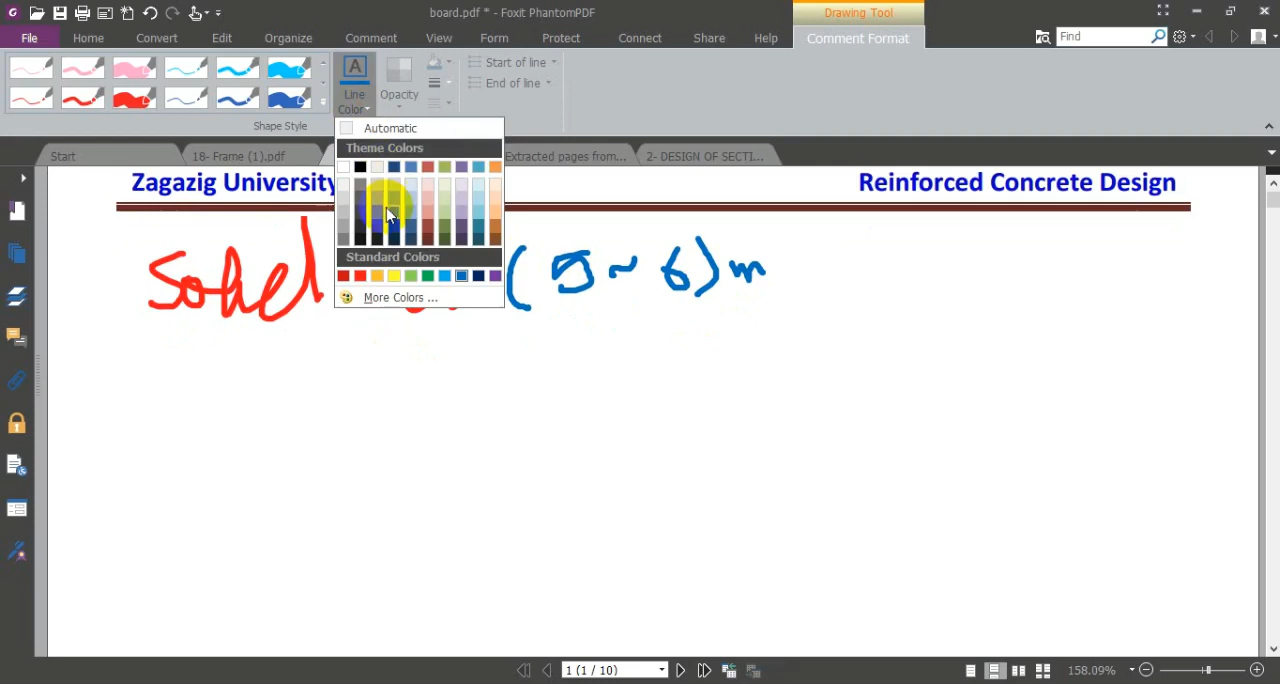 board.pdf * - Foxit PhantomPDF
Drawing Tool
File Home Convert Edit Organize Comment View Form Protect Connect Share Help Comment Format Find
A
Line
Color
Opacity
Start of line
End of line
Shape Style
Automatic
Theme Colors
Standard Colors
More Colors ...
Start 18- Frame (1).pdf Extracted pages from... 2- DESIGN OF SECTI...
Zagazig University Reinforced Concrete Design
(5 ~ 6) m
1 (1 / 10) 158.09%